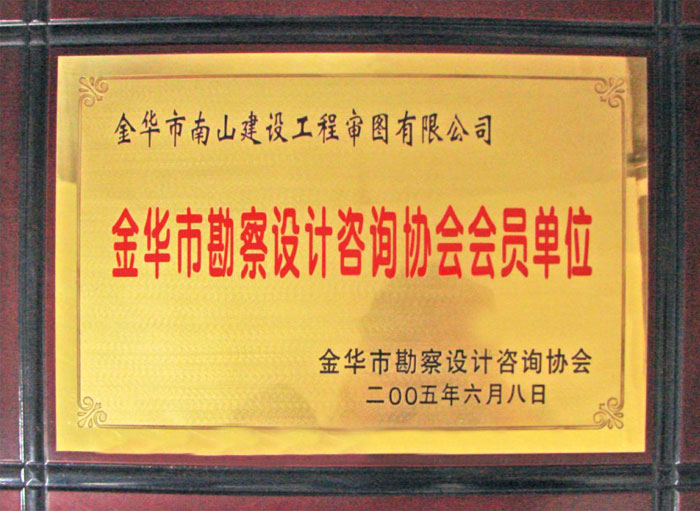 金华市南山建设工程审图有限公司
金华市勘察设计咨询协会会员单位
金华市勘察设计咨询协会
二00五年六月八日